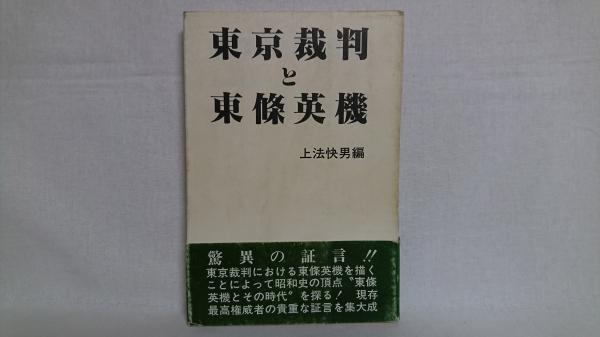 東京裁判
と
東條英機
上法快男編
驚異の証言!!
東京裁判における東條英機を描く
ことによって昭和史の頂点〝東條
英機とその時代〟を探る! 現存
最高権威者の貴重な証言を集大成